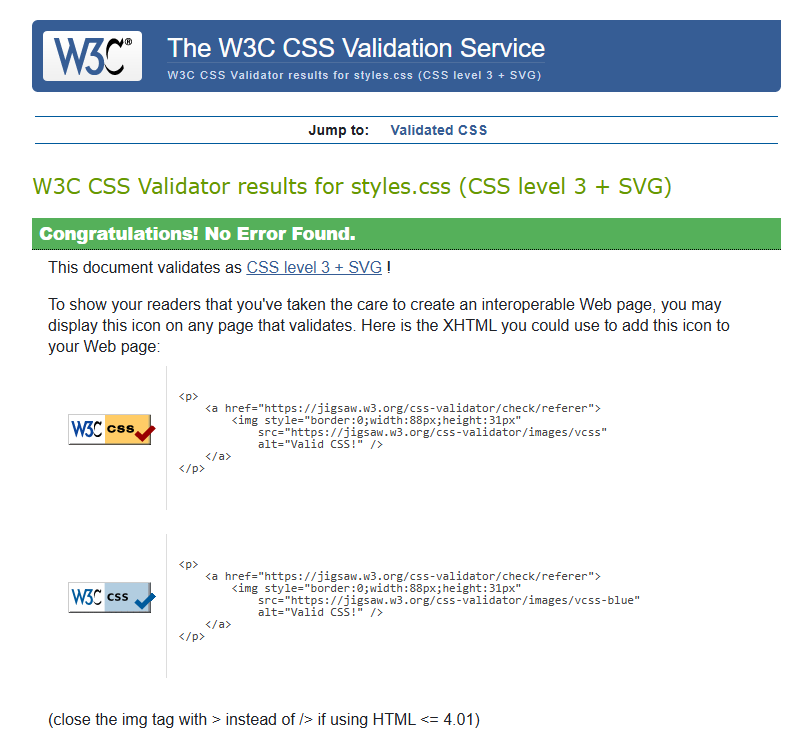 W3C®
The W3C CSS Validation Service
W3C CSS Validator results for styles.css (CSS level 3 + SVG)
Jump to: Validated CSS
W3C CSS Validator results for styles.css (CSS level 3 + SVG)
Congratulations! No Error Found.
This document validates as CSS level 3 + SVG !
To show your readers that you've taken the care to create an interoperable Web page, you may
display this icon on any page that validates. Here is the XHTML you could use to add this icon to
your Web page:
W3C css
<p>
    <a href="https://jigsaw.w3.org/css-validator/check/referer">
        <img style="border:0;width:88px;height:31px"
            src="https://jigsaw.w3.org/css-validator/images/vcss"
            alt="Valid CSS!" />
    </a>
</p>
W3C css
<p>
    <a href="https://jigsaw.w3.org/css-validator/check/referer">
        <img style="border:0;width:88px;height:31px"
            src="https://jigsaw.w3.org/css-validator/images/vcss-blue"
            alt="Valid CSS!" />
    </a>
</p>
(close the img tag with > instead of /> if using HTML <= 4.01)